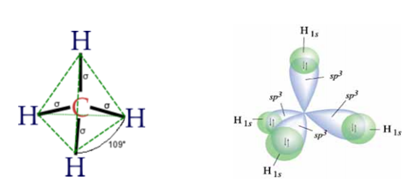 H
σ
H σ C σ H
σ
H 109°
H 1s
sp³
sp³ sp³
H 1s sp³ H 1s
H 1s